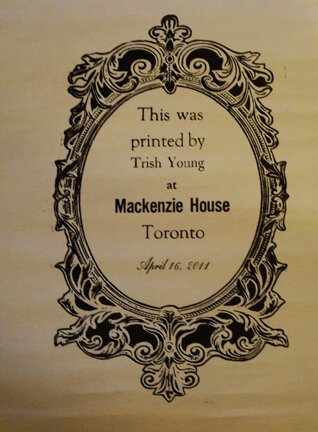 This was
printed by
Trish Young
at
Mackenzie House
Toronto
April 16, 2011